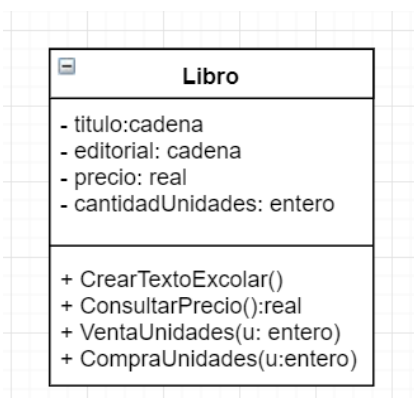 Libro
- titulo:cadena
- editorial: cadena
- precio: real
- cantidadUnidades: entero
+ CrearTextoExcolar()
+ ConsultarPrecio():real
+ VentaUnidades(u: entero)
+ CompraUnidades(u:entero)